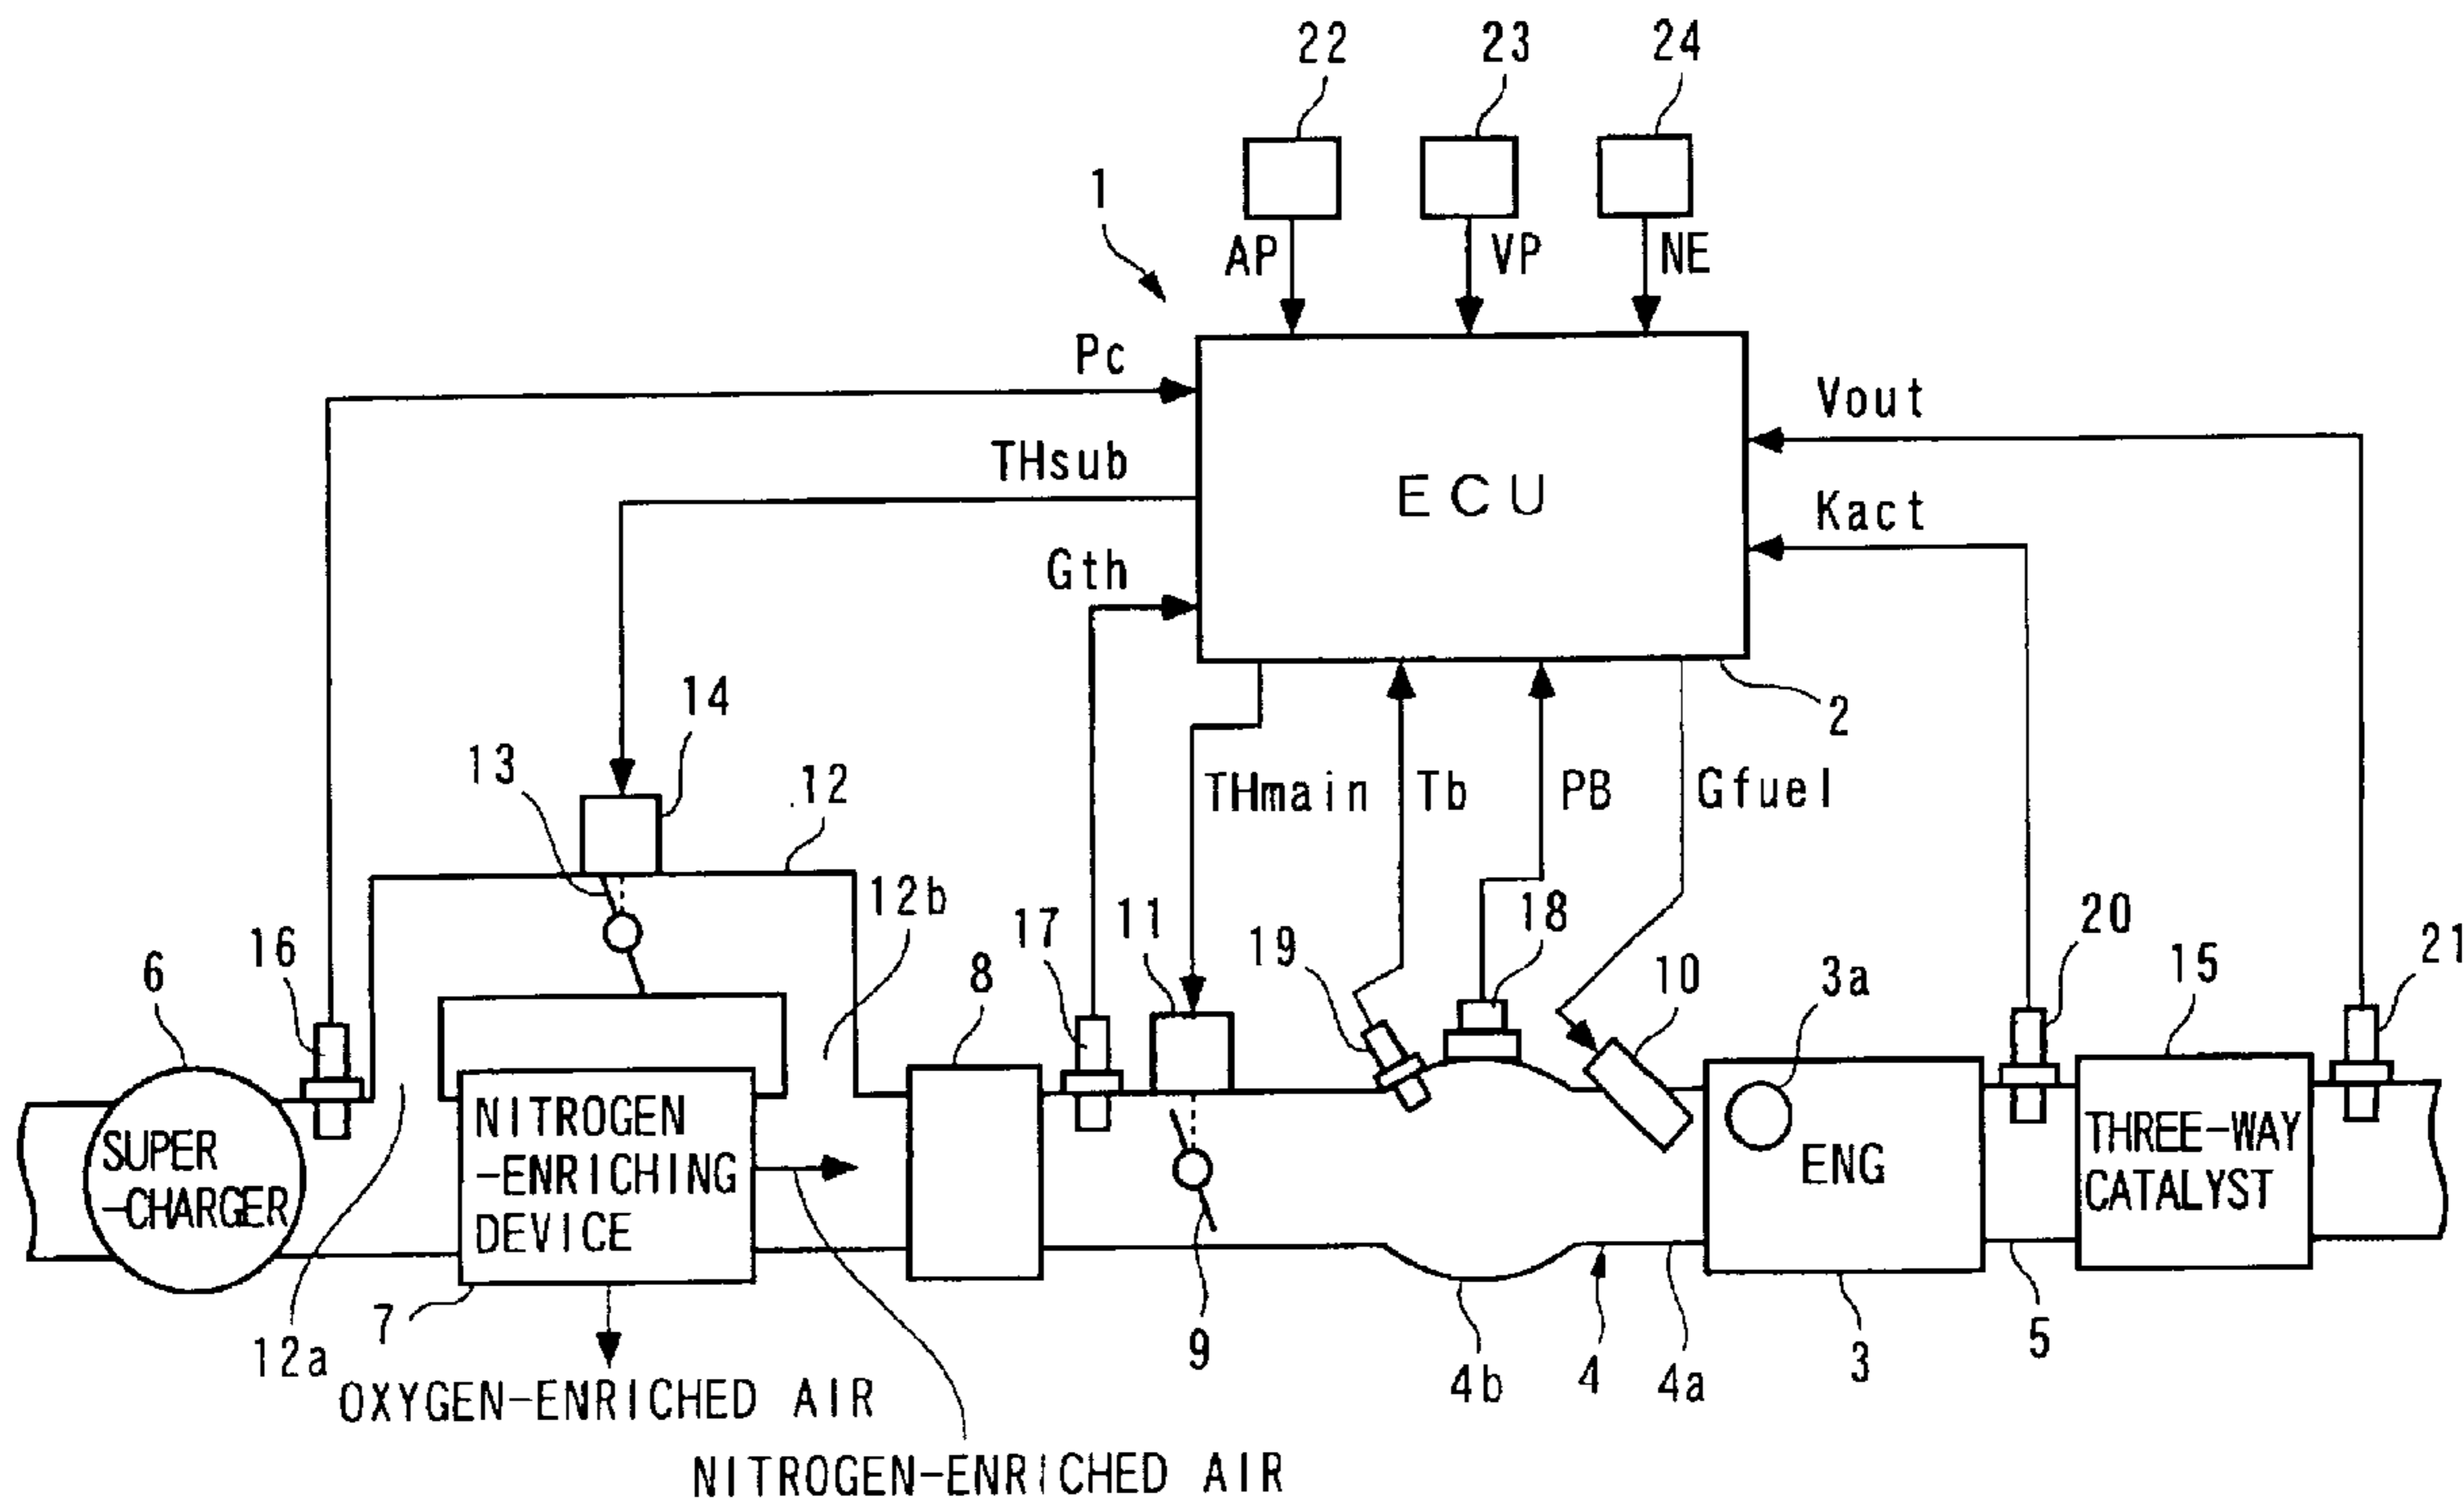 22
23
24
1
AP
VP
NE
Pc
Vout
THsub
ECU
Kact
Gth
14
2
13
12
THmain
Tb
PB
Gfuel
12b
16
17
11
18
20
6
8
19
10
3a
15
21
SUPER
-CHARGER
NITROGEN
-ENRICHING
DEVICE
ENG
THREE-WAY
CATALYST
12a
7
9
4b
4
4a
3
5
OXYGEN-ENRICHED AIR
NITROGEN-ENRICHED AIR